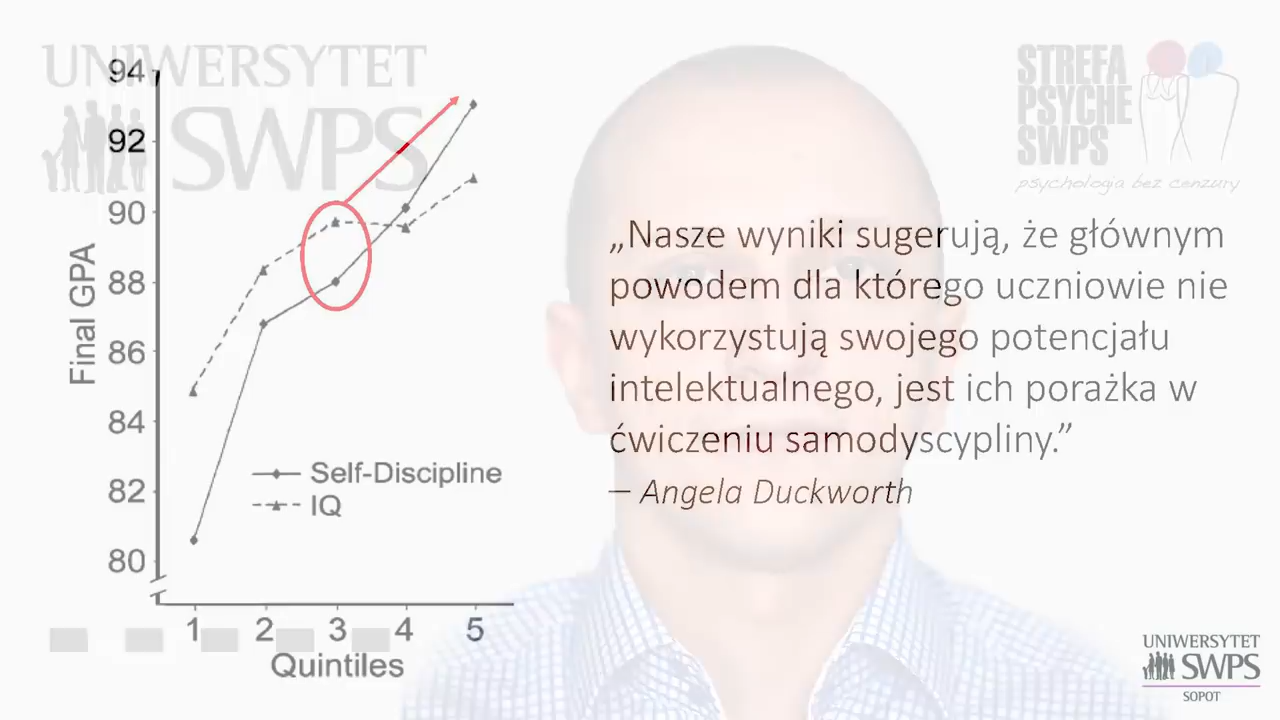 UNIWERSYTET
SWPS
STREFA
PSYCHE
SWPS
psychologia bez cenzury
94
92
90
88
86
84
82
80
Final GPA
Self-Discipline
IQ
1 2 3 4 5
Quintiles
„Nasze wyniki sugerują, że głównym
powodem dla którego uczniowie nie
wykorzystują swojego potencjału
intelektualnego, jest ich porażka w
ćwiczeniu samodyscypliny.”
— Angela Duckworth
UNIWERSYTET
SWPS
SOPOT